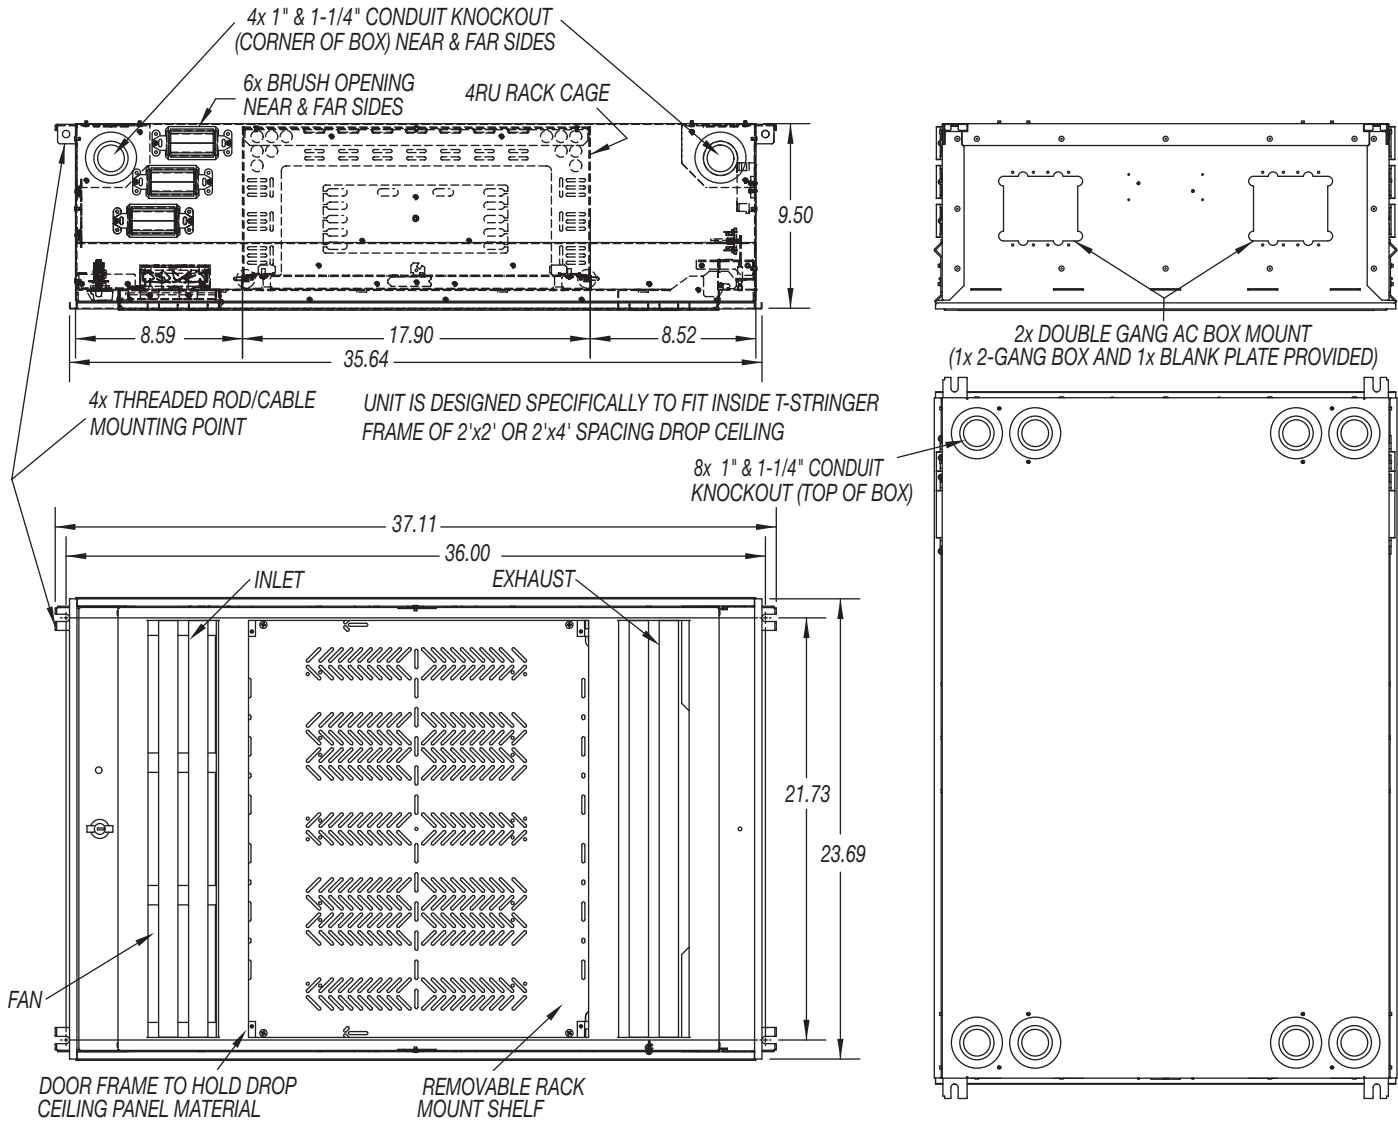 4x 1" & 1-1/4" CONDUIT KNOCKOUT
(CORNER OF BOX) NEAR & FAR SIDES
6x BRUSH OPENING
NEAR & FAR SIDES
4RU RACK CAGE
9.50
8.59
17.90
8.52
35.64
2x DOUBLE GANG AC BOX MOUNT
(1x 2-GANG BOX AND 1x BLANK PLATE PROVIDED)
4x THREADED ROD/CABLE
MOUNTING POINT
UNIT IS DESIGNED SPECIFICALLY TO FIT INSIDE T-STRINGER
FRAME OF 2'x2' OR 2'x4' SPACING DROP CEILING
8x 1" & 1-1/4" CONDUIT
KNOCKOUT (TOP OF BOX)
37.11
36.00
INLET
EXHAUST
21.73
23.69
FAN
DOOR FRAME TO HOLD DROP
CEILING PANEL MATERIAL
REMOVABLE RACK
MOUNT SHELF